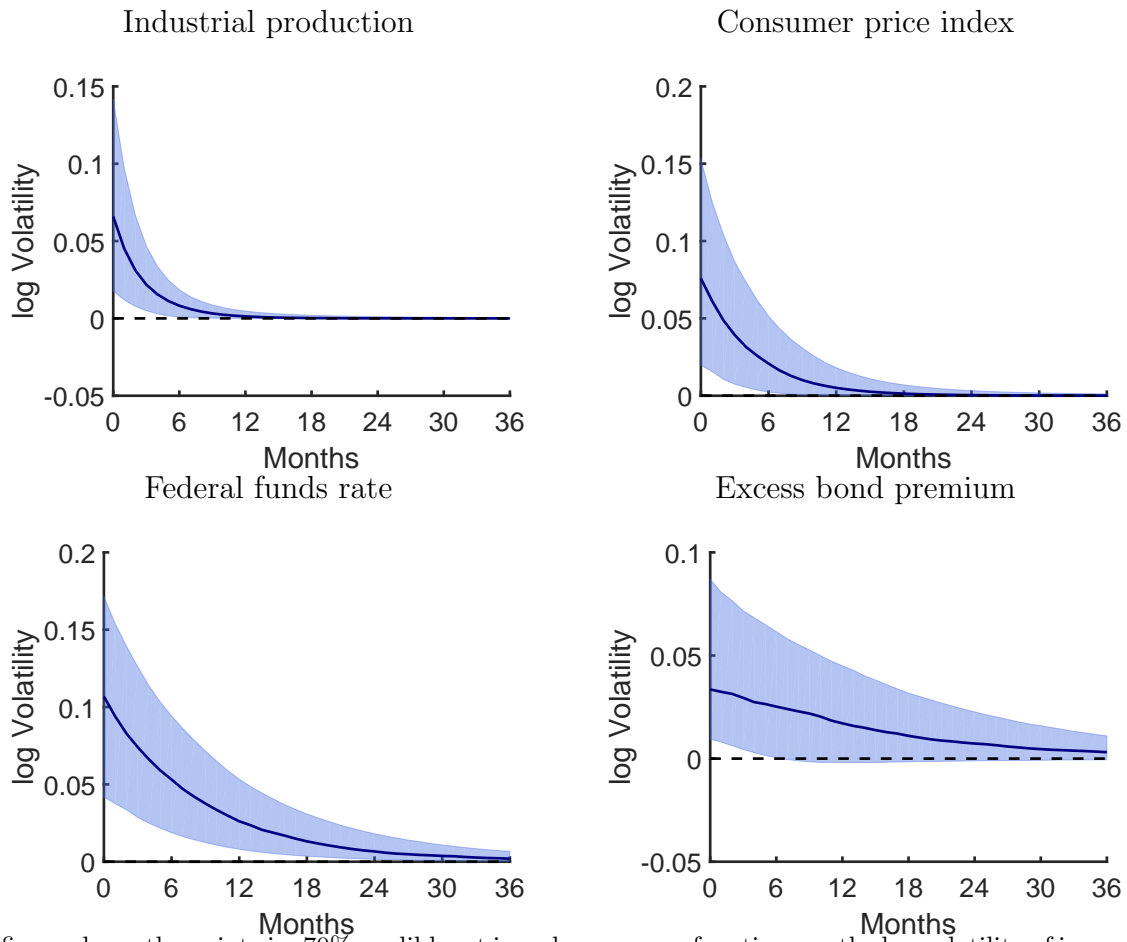 Industrial production
0.15
0.1
0.05
0
-0.05
log Volatility
0 6 12 18 24 30 36
Months
Consumer price index
0.2
0.15
0.1
0.05
0
log Volatility
0 6 12 18 24 30 36
Months
Federal funds rate
0.2
0.15
0.1
0.05
0
log Volatility
0 6 12 18 24 30 36
Months
Excess bond premium
0.1
0.05
0
-0.05
log Volatility
0 6 12 18 24 30 36
Months